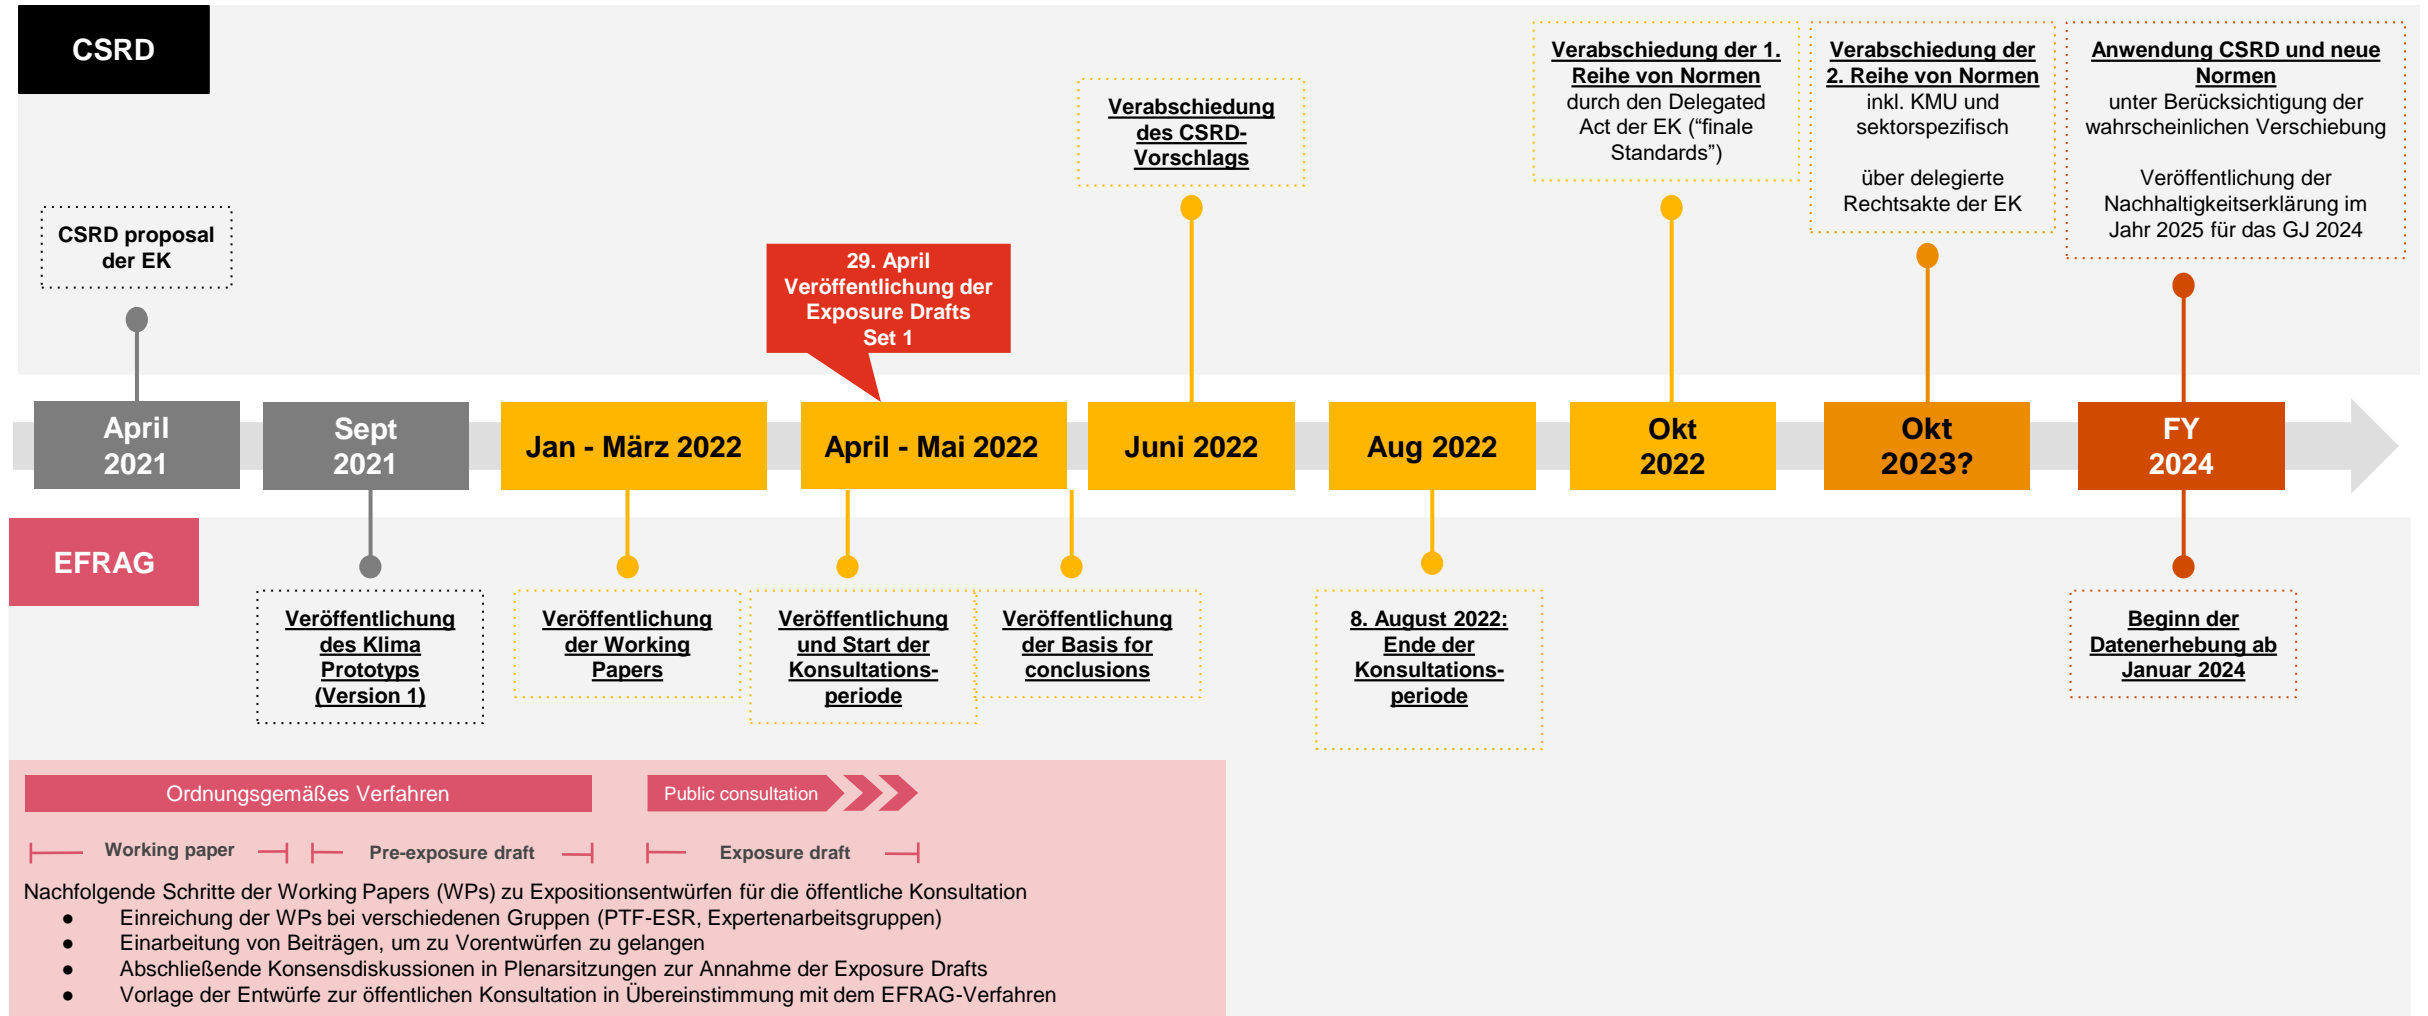 CSRD
CSRD proposal
der EK
29. April
Veröffentlichung der
Exposure Drafts
Set 1
Verabschiedung
des CSRD-
Vorschlags
Verabschiedung der 1.
Reihe von Normen
durch den Delegated
Act der EK (“finale
Standards”)
Verabschiedung der
2. Reihe von Normen
inkl. KMU und
sektorspezifisch
über delegierte
Rechtsakte der EK
Anwendung CSRD und neue
Normen
unter Berücksichtigung der
wahrscheinlichen Verschiebung
Veröffentlichung der
Nachhaltigkeitserklärung im
Jahr 2025 für das GJ 2024
April
2021
Sept
2021
Jan - März 2022
April - Mai 2022
Juni 2022
Aug 2022
Okt
2022
Okt
2023?
FY
2024
EFRAG
Veröffentlichung
des Klima
Prototyps
(Version 1)
Veröffentlichung
der Working
Papers
Veröffentlichung
und Start der
Konsultations-
periode
Veröffentlichung
der Basis for
conclusions
8. August 2022:
Ende der
Konsultations-
periode
Beginn der
Datenerhebung ab
Januar 2024
Ordnungsgemäßes Verfahren
Public consultation
Working paper
Pre-exposure draft
Exposure draft
Nachfolgende Schritte der Working Papers (WPs) zu Expositionsentwürfen für die öffentliche Konsultation
● Einreichung der WPs bei verschiedenen Gruppen (PTF-ESR, Expertenarbeitsgruppen)
● Einarbeitung von Beiträgen, um zu Vorentwürfen zu gelangen
● Abschließende Konsensdiskussionen in Plenarsitzungen zur Annahme der Exposure Drafts
● Vorlage der Entwürfe zur öffentlichen Konsultation in Übereinstimmung mit dem EFRAG-Verfahren